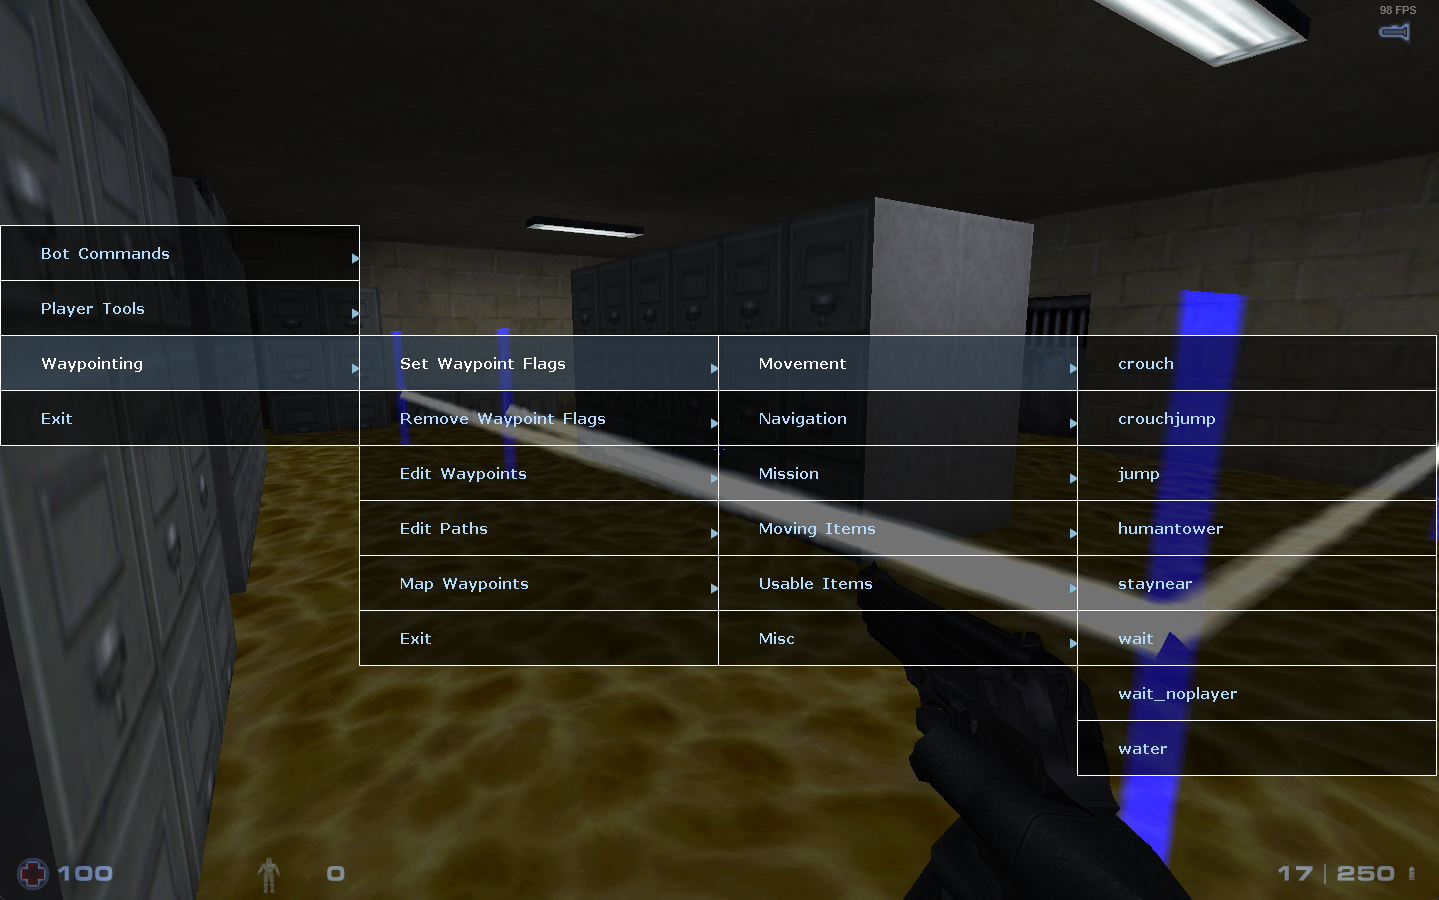 98 FPS
Bot Commands
Player Tools
Waypointing
Exit
Set Waypoint Flags
Remove Waypoint Flags
Edit Waypoints
Edit Paths
Map Waypoints
Exit
Movement
Navigation
Mission
Moving Items
Usable Items
Misc
crouch
crouchjump
jump
humantower
staynear
wait
wait_noplayer
water
100
0
17 | 250